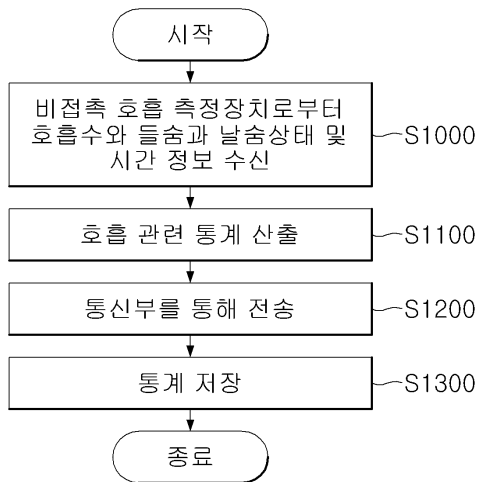 시작
비접촉 호흡 측정장치로부터
호흡수와 들숨과 날숨상태 및
시간 정보 수신
S1000
호흡 관련 통계 산출
S1100
통신부를 통해 전송
S1200
통계 저장
S1300
종료